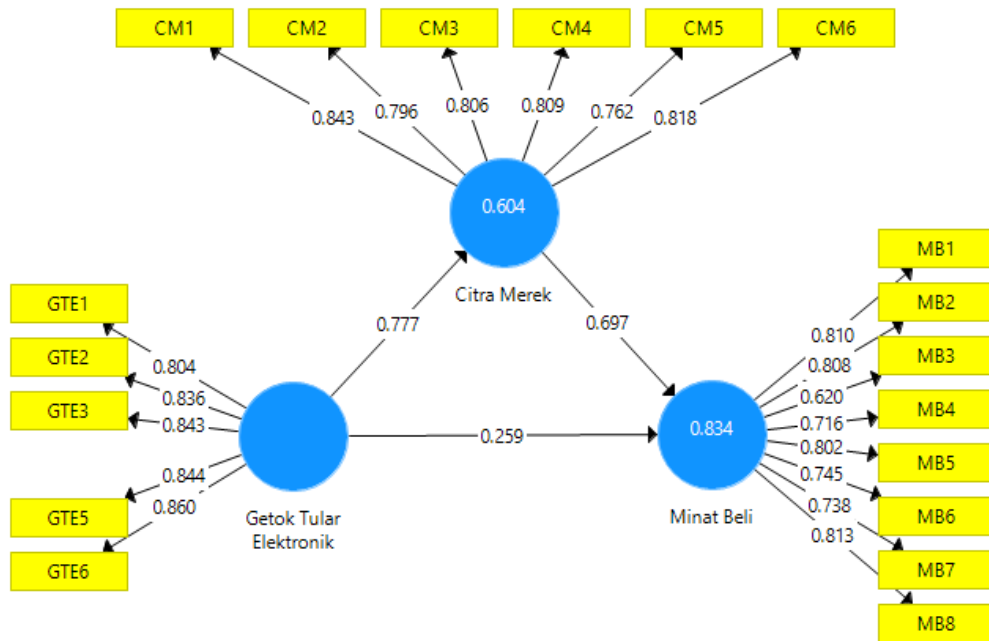 CM1 CM2 CM3 CM4 CM5 CM6
0.843 0.796 0.806 0.809 0.762 0.818
0.604
Citra Merek
GTE1
GTE2
GTE3
GTE5
GTE6
0.804
0.836
0.843
0.844
0.860
Getok Tular
Elektronik
0.777
0.697
0.259
0.834
Minat Beli
0.810
0.808
0.620
0.716
0.802
0.745
0.738
0.813
MB1
MB2
MB3
MB4
MB5
MB6
MB7
MB8